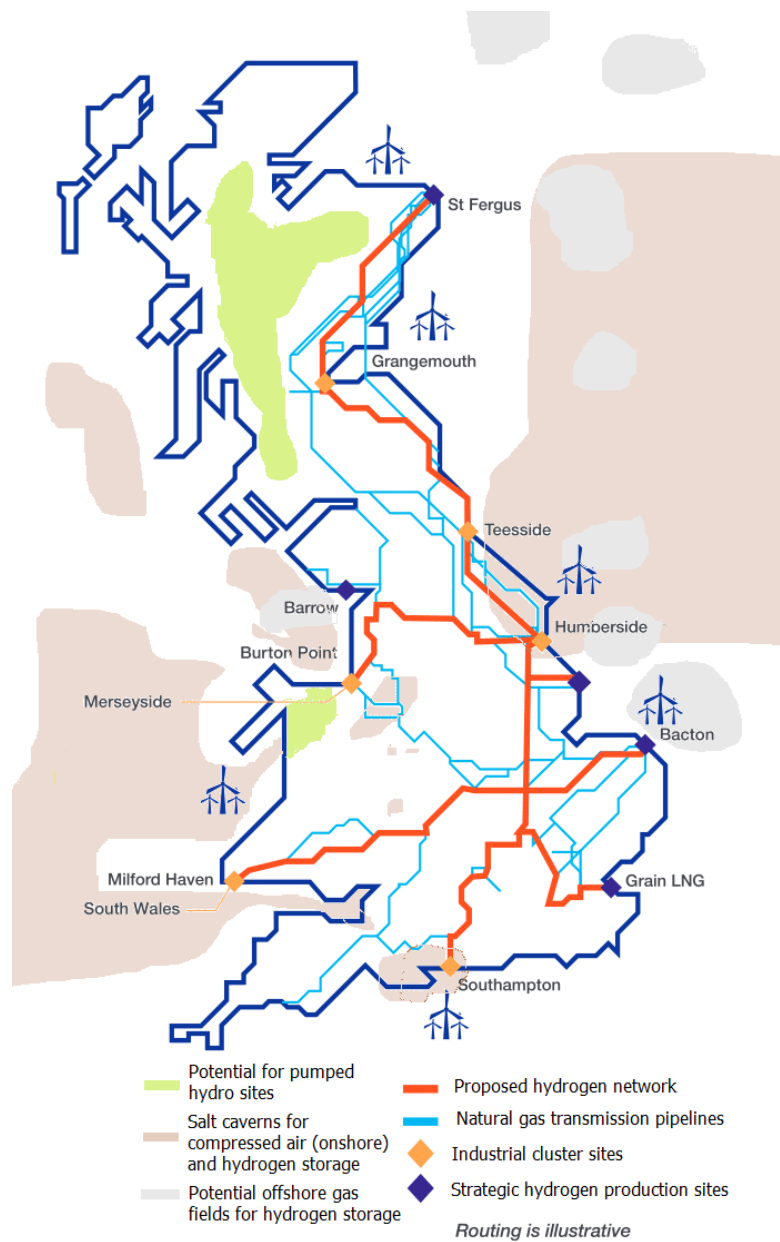 St Fergus
Grangemouth
Teesside
Barrow
Humberside
Burton Point
Merseyside
Bacton
Milford Haven
Grain LNG
South Wales
Southampton
Potential for pumped
hydro sites
Salt caverns for
compressed air (onshore)
and hydrogen storage
Potential offshore gas
fields for hydrogen storage
Proposed hydrogen network
Natural gas transmission pipelines
Industrial cluster sites
Strategic hydrogen production sites
Routing is illustrative